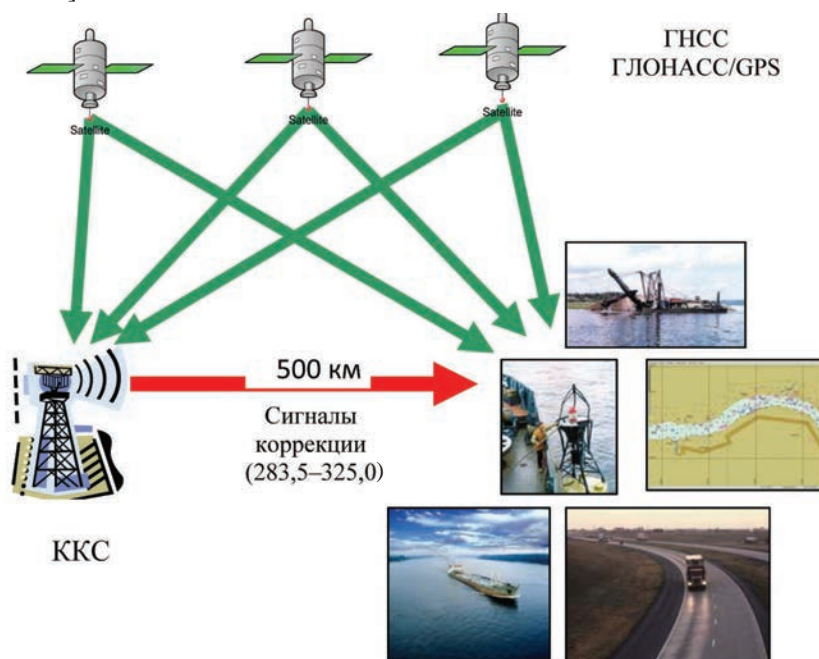 ГНСС
ГЛОНАСС/GPS
Satellite
Satellite
Satellite
500 км
Сигналы
коррекции
(283,5–325,0)
ККС